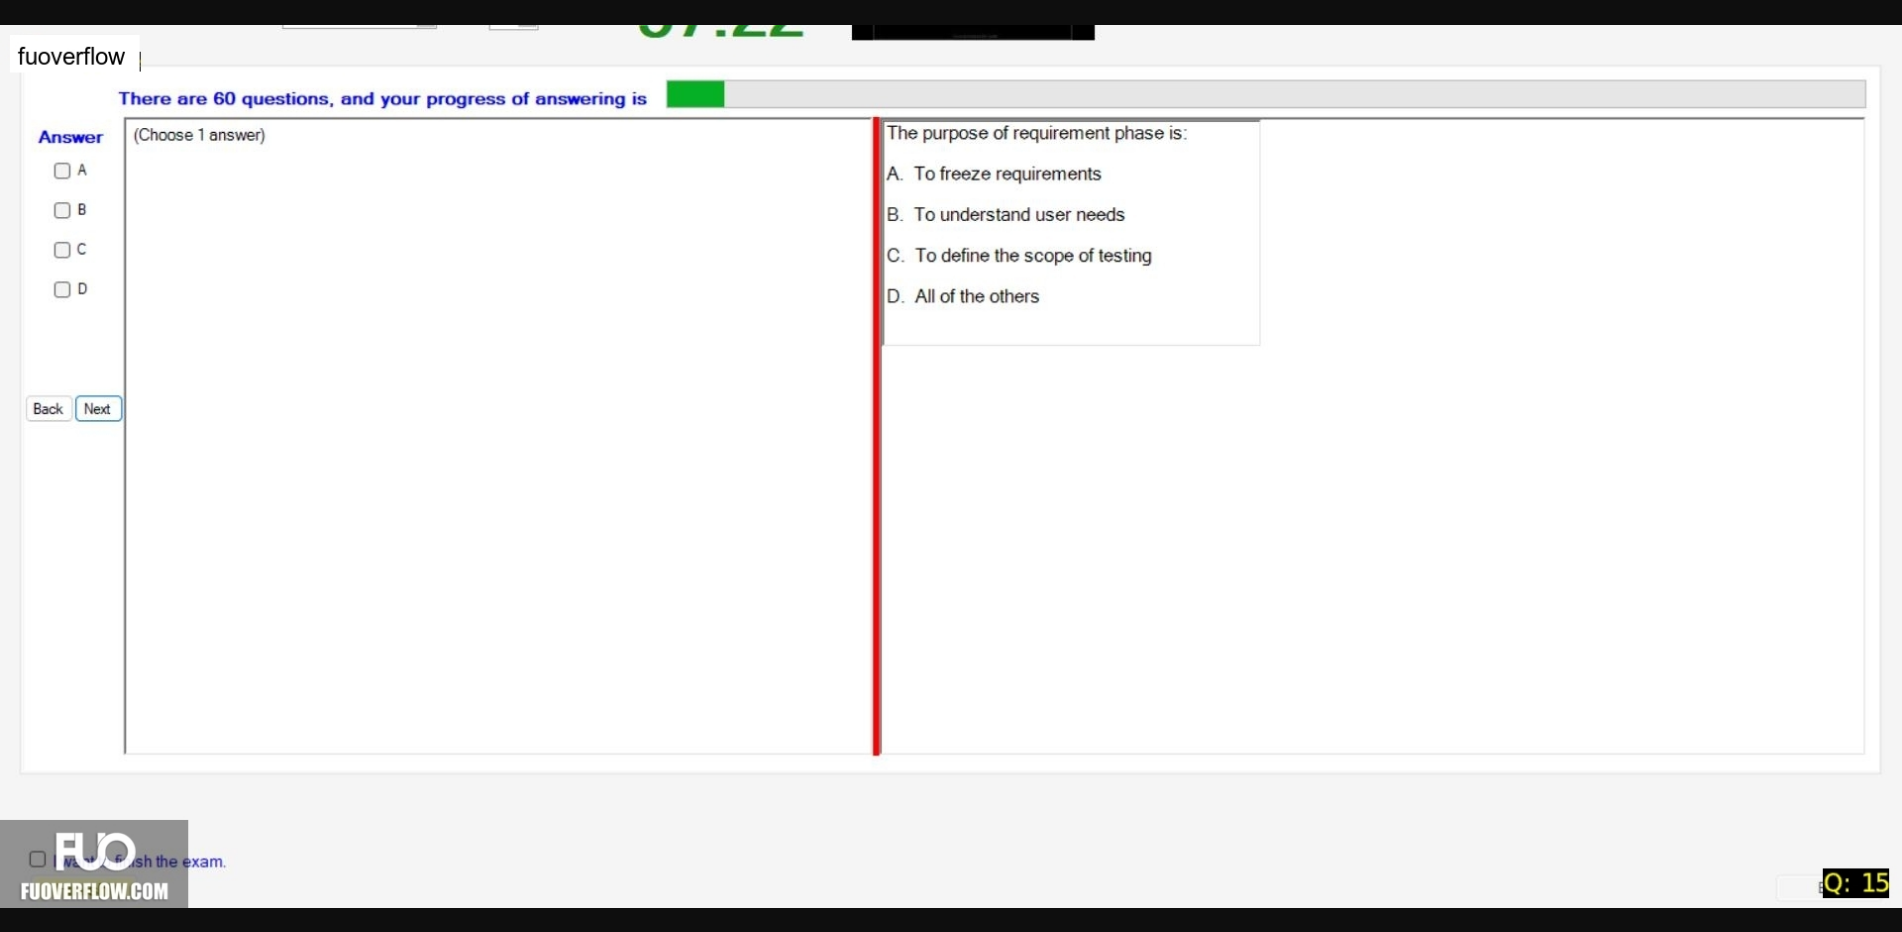 fuoverflow
There are 60 questions, and your progress of answering is
Answer
A
B
C
D
Back
Next
(Choose 1 answer)
The purpose of requirement phase is:
A. To freeze requirements
B. To understand user needs
C. To define the scope of testing
D. All of the others
the exam.
FUO
FUOVERFLOW.COM
Q: 15